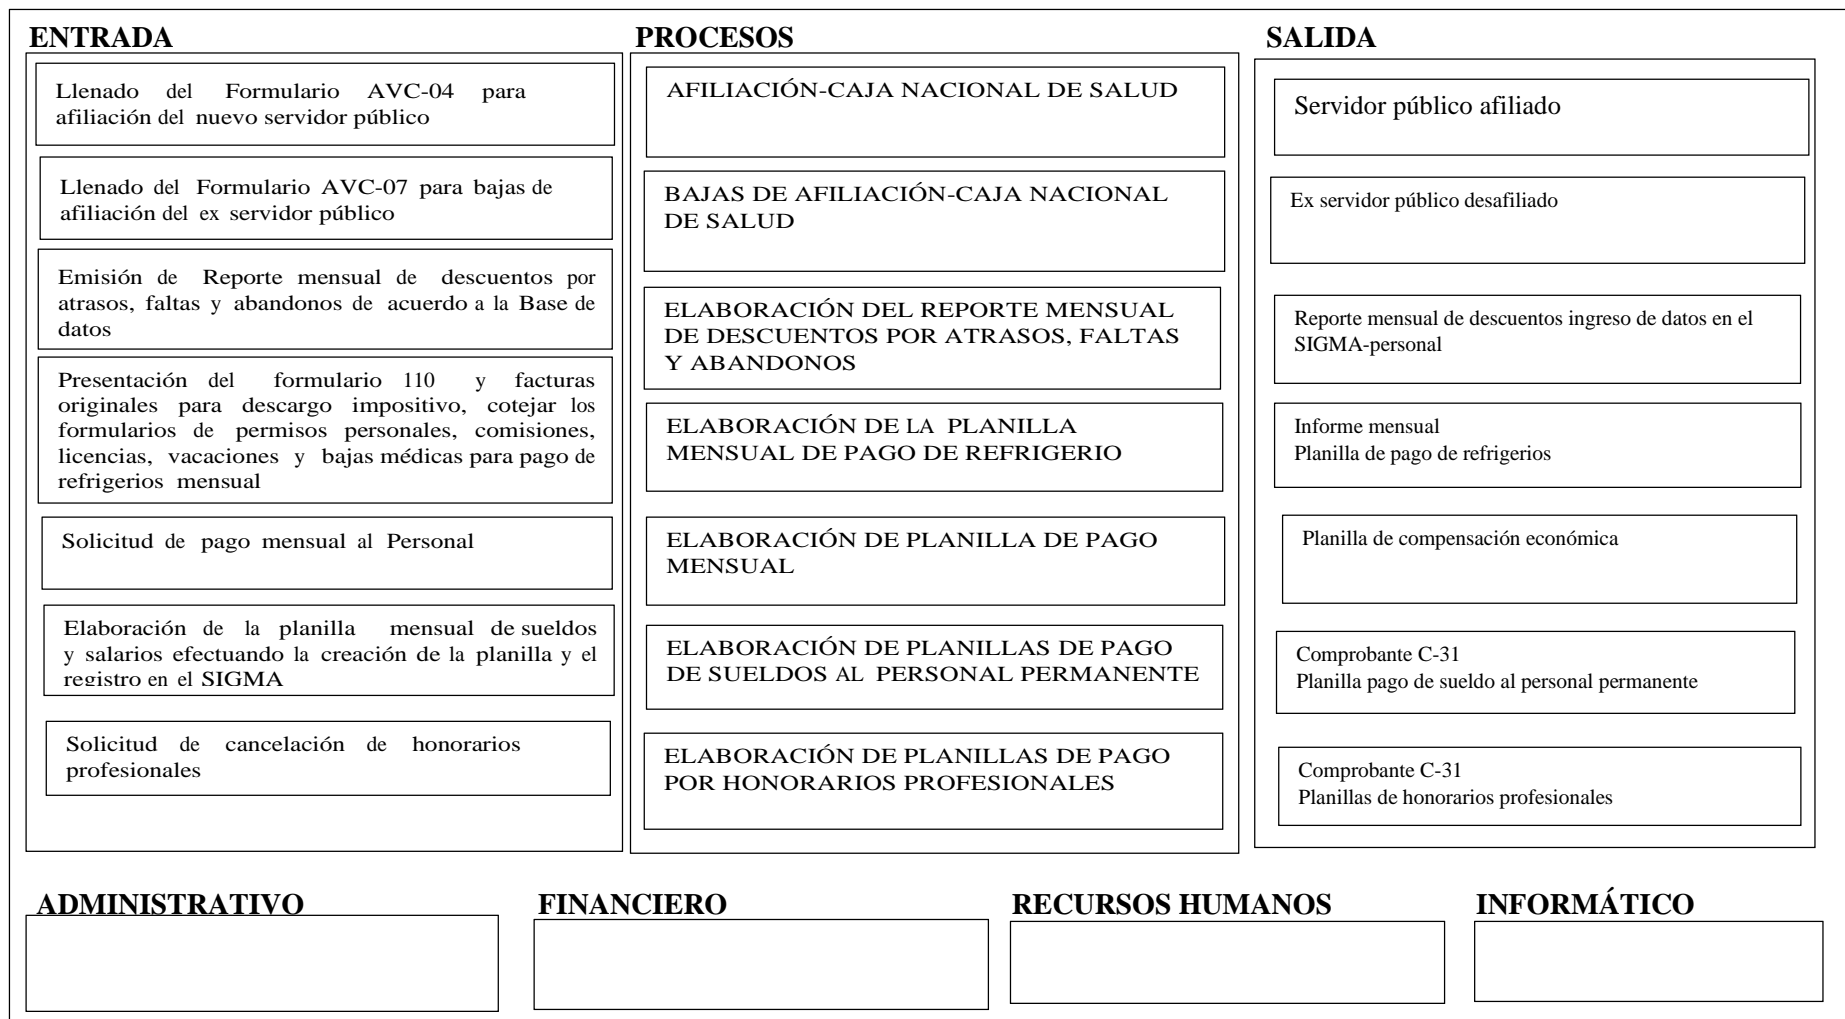 ENTRADA
Llenado del Formulario AVC-04 para
afiliación del nuevo servidor público
Llenado del Formulario AVC-07 para bajas de
afiliación del ex servidor público
Emisión de Reporte mensual de descuentos por
atrasos, faltas y abandonos de acuerdo a la Base de
datos
Presentación del formulario 110 y facturas
originales para descargo impositivo, cotejar los
formularios de permisos personales, comisiones,
licencias, vacaciones y bajas médicas para pago de
refrigerios mensual
Solicitud de pago mensual al Personal
Elaboración de la planilla mensual de sueldos
y salarios efectuando la creación de la planilla y el
registro en el SIGMA
Solicitud de cancelación de honorarios
profesionales
PROCESOS
AFILIACIÓN-CAJA NACIONAL DE SALUD
BAJAS DE AFILIACIÓN-CAJA NACIONAL
DE SALUD
ELABORACIÓN DEL REPORTE MENSUAL
DE DESCUENTOS POR ATRASOS, FALTAS
Y ABANDONOS
ELABORACIÓN DE LA PLANILLA
MENSUAL DE PAGO DE REFRIGERIO
ELABORACIÓN DE PLANILLA DE PAGO
MENSUAL
ELABORACIÓN DE PLANILLAS DE PAGO
DE SUELDOS AL PERSONAL PERMANENTE
ELABORACIÓN DE PLANILLAS DE PAGO
POR HONORARIOS PROFESIONALES
SALIDA
Servidor público afiliado
Ex servidor público desafiliado
Reporte mensual de descuentos ingreso de datos en el
SIGMA-personal
Informe mensual
Planilla de pago de refrigerios
Planilla de compensación económica
Comprobante C-31
Planilla pago de sueldo al personal permanente
Comprobante C-31
Planillas de honorarios profesionales
ADMINISTRATIVO
FINANCIERO
RECURSOS HUMANOS
INFORMÁTICO